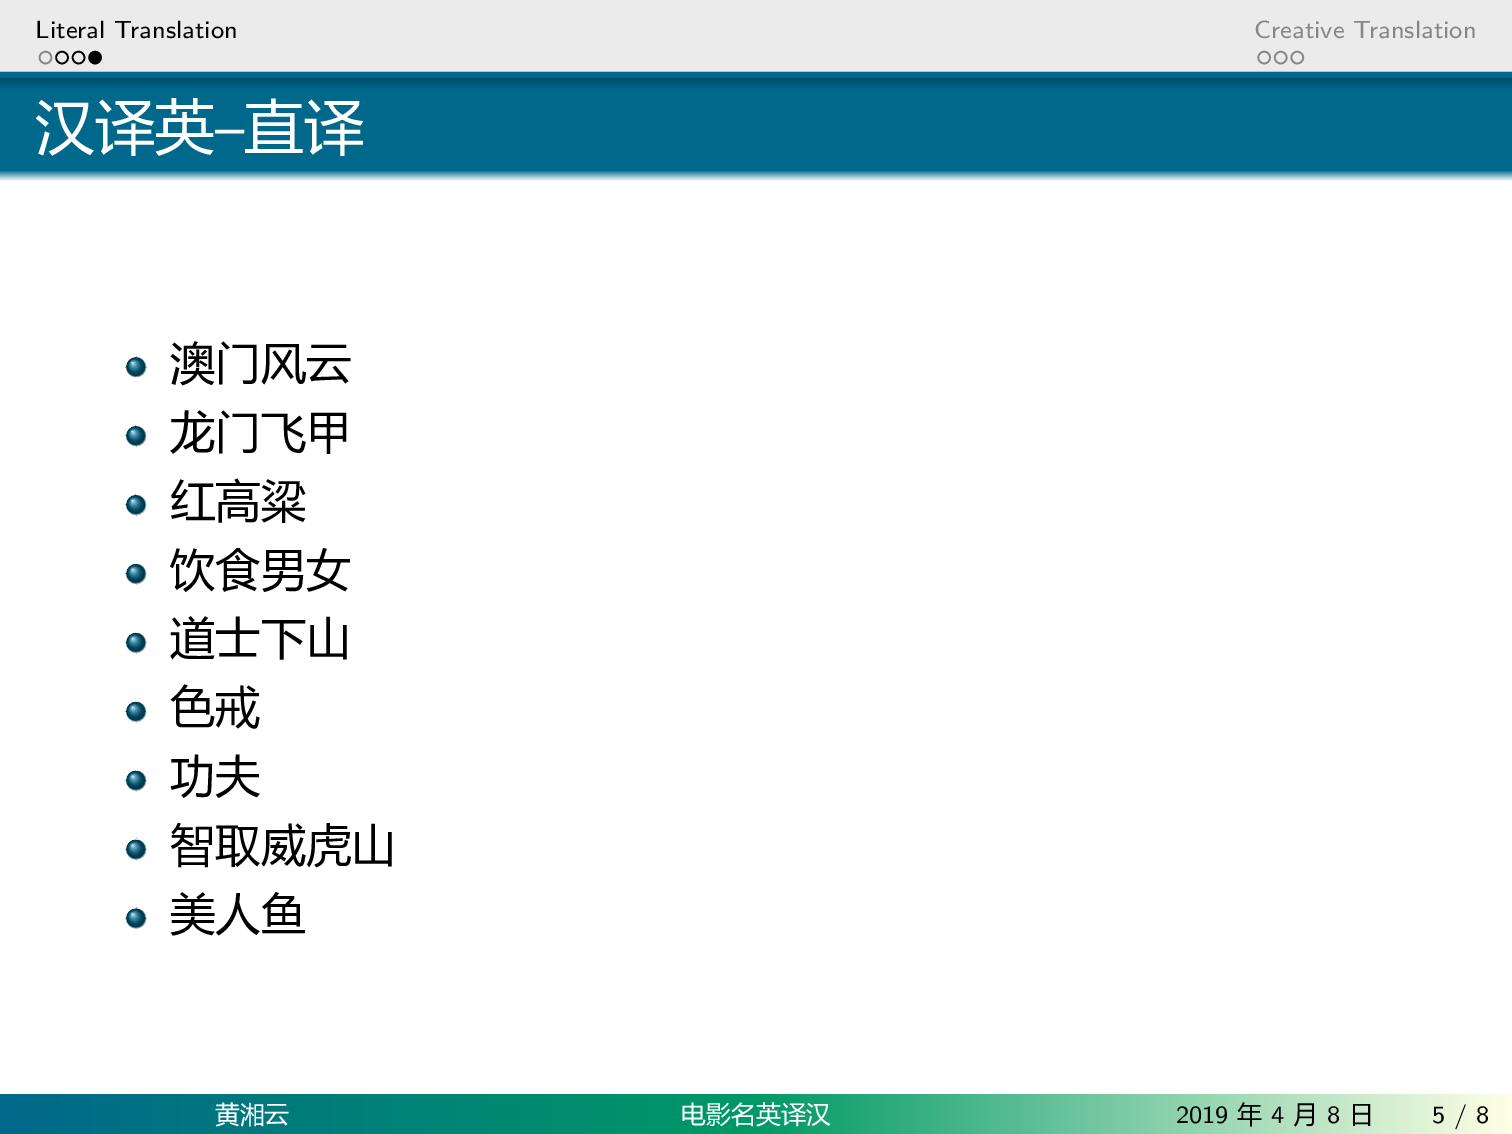 Literal Translation
Creative Translation
汉译英–直译
澳门风云
龙门飞甲
红高粱
饮食男女
道士下山
色戒
功夫
智取威虎山
美人鱼
黄湘云
电影名英译汉
2019 年 4 月 8 日
5 / 8